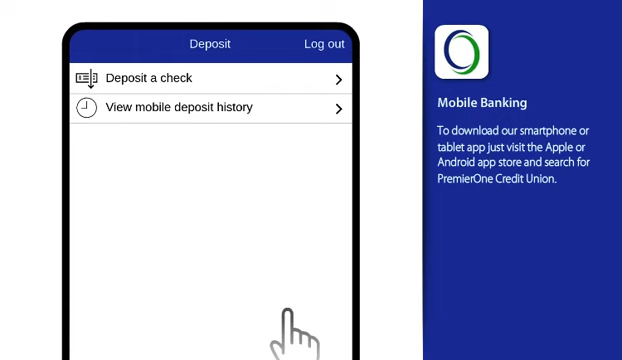 Deposit
Log out
Deposit a check
View mobile deposit history
Mobile Banking
To download our smartphone or
tablet app just visit the Apple or
Android app store and search for
PremierOne Credit Union.